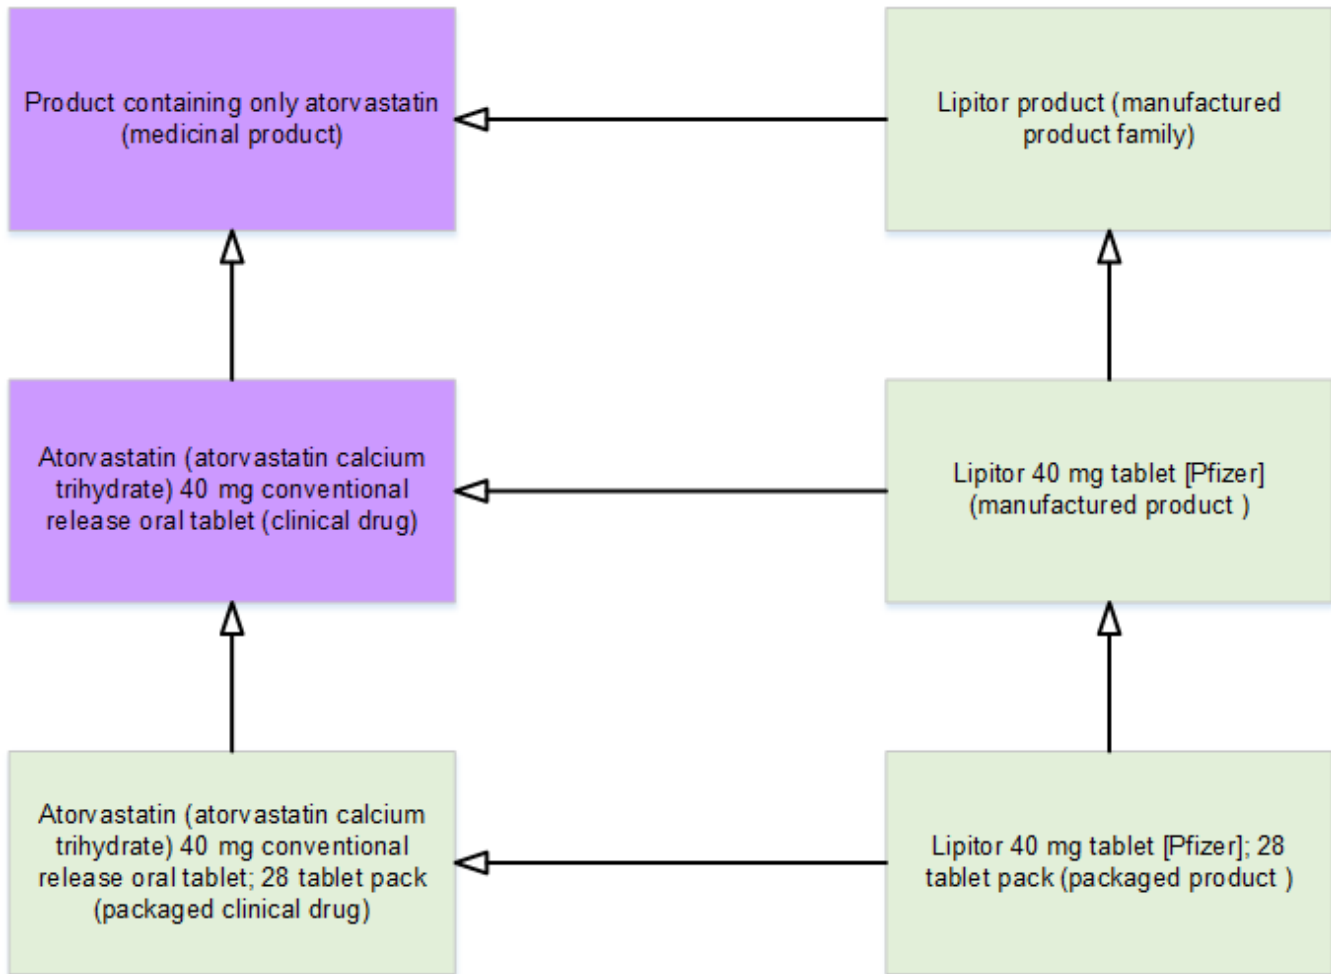 Product containing only atorvastatin
(medicinal product)
Lipitor product (manufactured
product family)
Atorvastatin (atorvastatin calcium
trihydrate) 40 mg conventional
release oral tablet (clinical drug)
Lipitor 40 mg tablet [Pfizer]
(manufactured product )
Atorvastatin (atorvastatin calcium
trihydrate) 40 mg conventional
release oral tablet; 28 tablet pack
(packaged clinical drug)
Lipitor 40 mg tablet [Pfizer]; 28
tablet pack (packaged product )